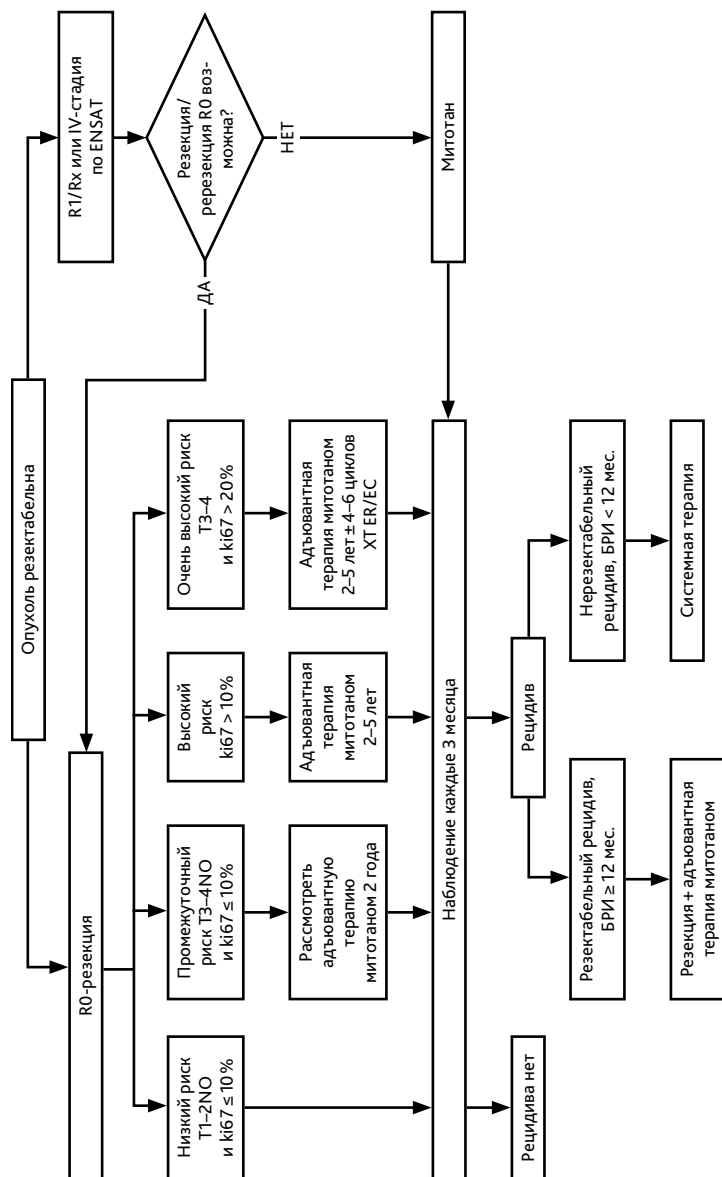 Опухоль резектабельна
R0-резекция
R1/Rx или IV-стадия
по ENSAT
Резекция/
ререзекция R0 воз-
можна?
ДА
НЕТ
Низкий риск
T1–2NO
и ki67 ≤ 10%
Промежуточный
риск T3–4NO
и ki67 ≤ 10%
Высокий
риск
ki67 > 10%
Очень высокий риск
T3–4
и ki67 > 20%
Рассмотреть
адъювантную
терапию
митотаном 2 года
Адъювантная
терапия
митотаном
2–5 лет
Адъювантная
терапия митотаном
2–5 лет ± 4–6 циклов
ХТ ER/EC
Митотан
Наблюдение каждые 3 месяца
Рецидива нет
Рецидив
Резектабельный рецидив,
БРИ ≥ 12 мес.
Нерезектабельный
рецидив, БРИ < 12 мес.
Резекция + адъювантная
терапия митотаном
Системная терапия